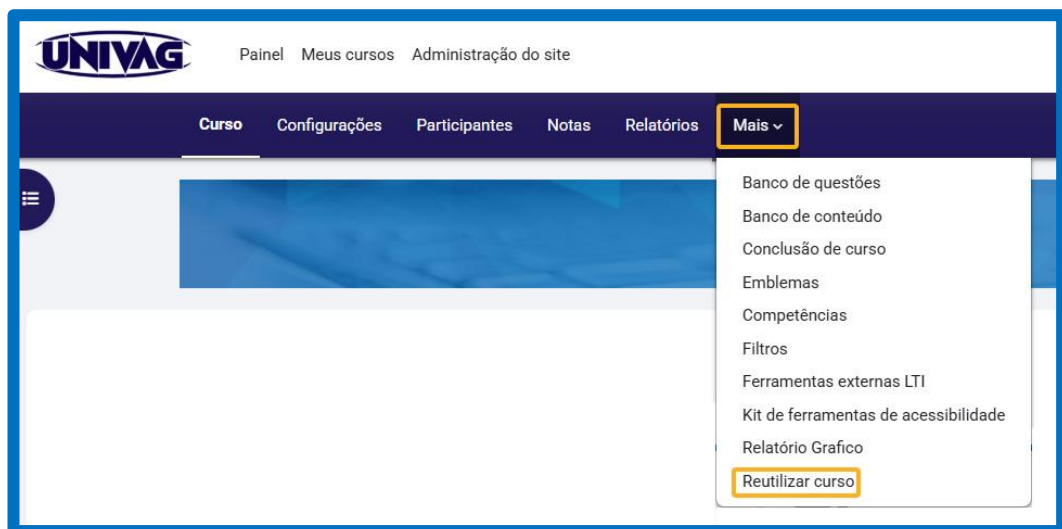 UNIVAG
Painel Meus cursos Administração do site
Curso Configurações Participantes Notas Relatórios Mais
Banco de questões
Banco de conteúdo
Conclusão de curso
Emblemas
Competências
Filtros
Ferramentas externas LTI
Kit de ferramentas de acessibilidade
Relatório Grafico
Reutilizar curso